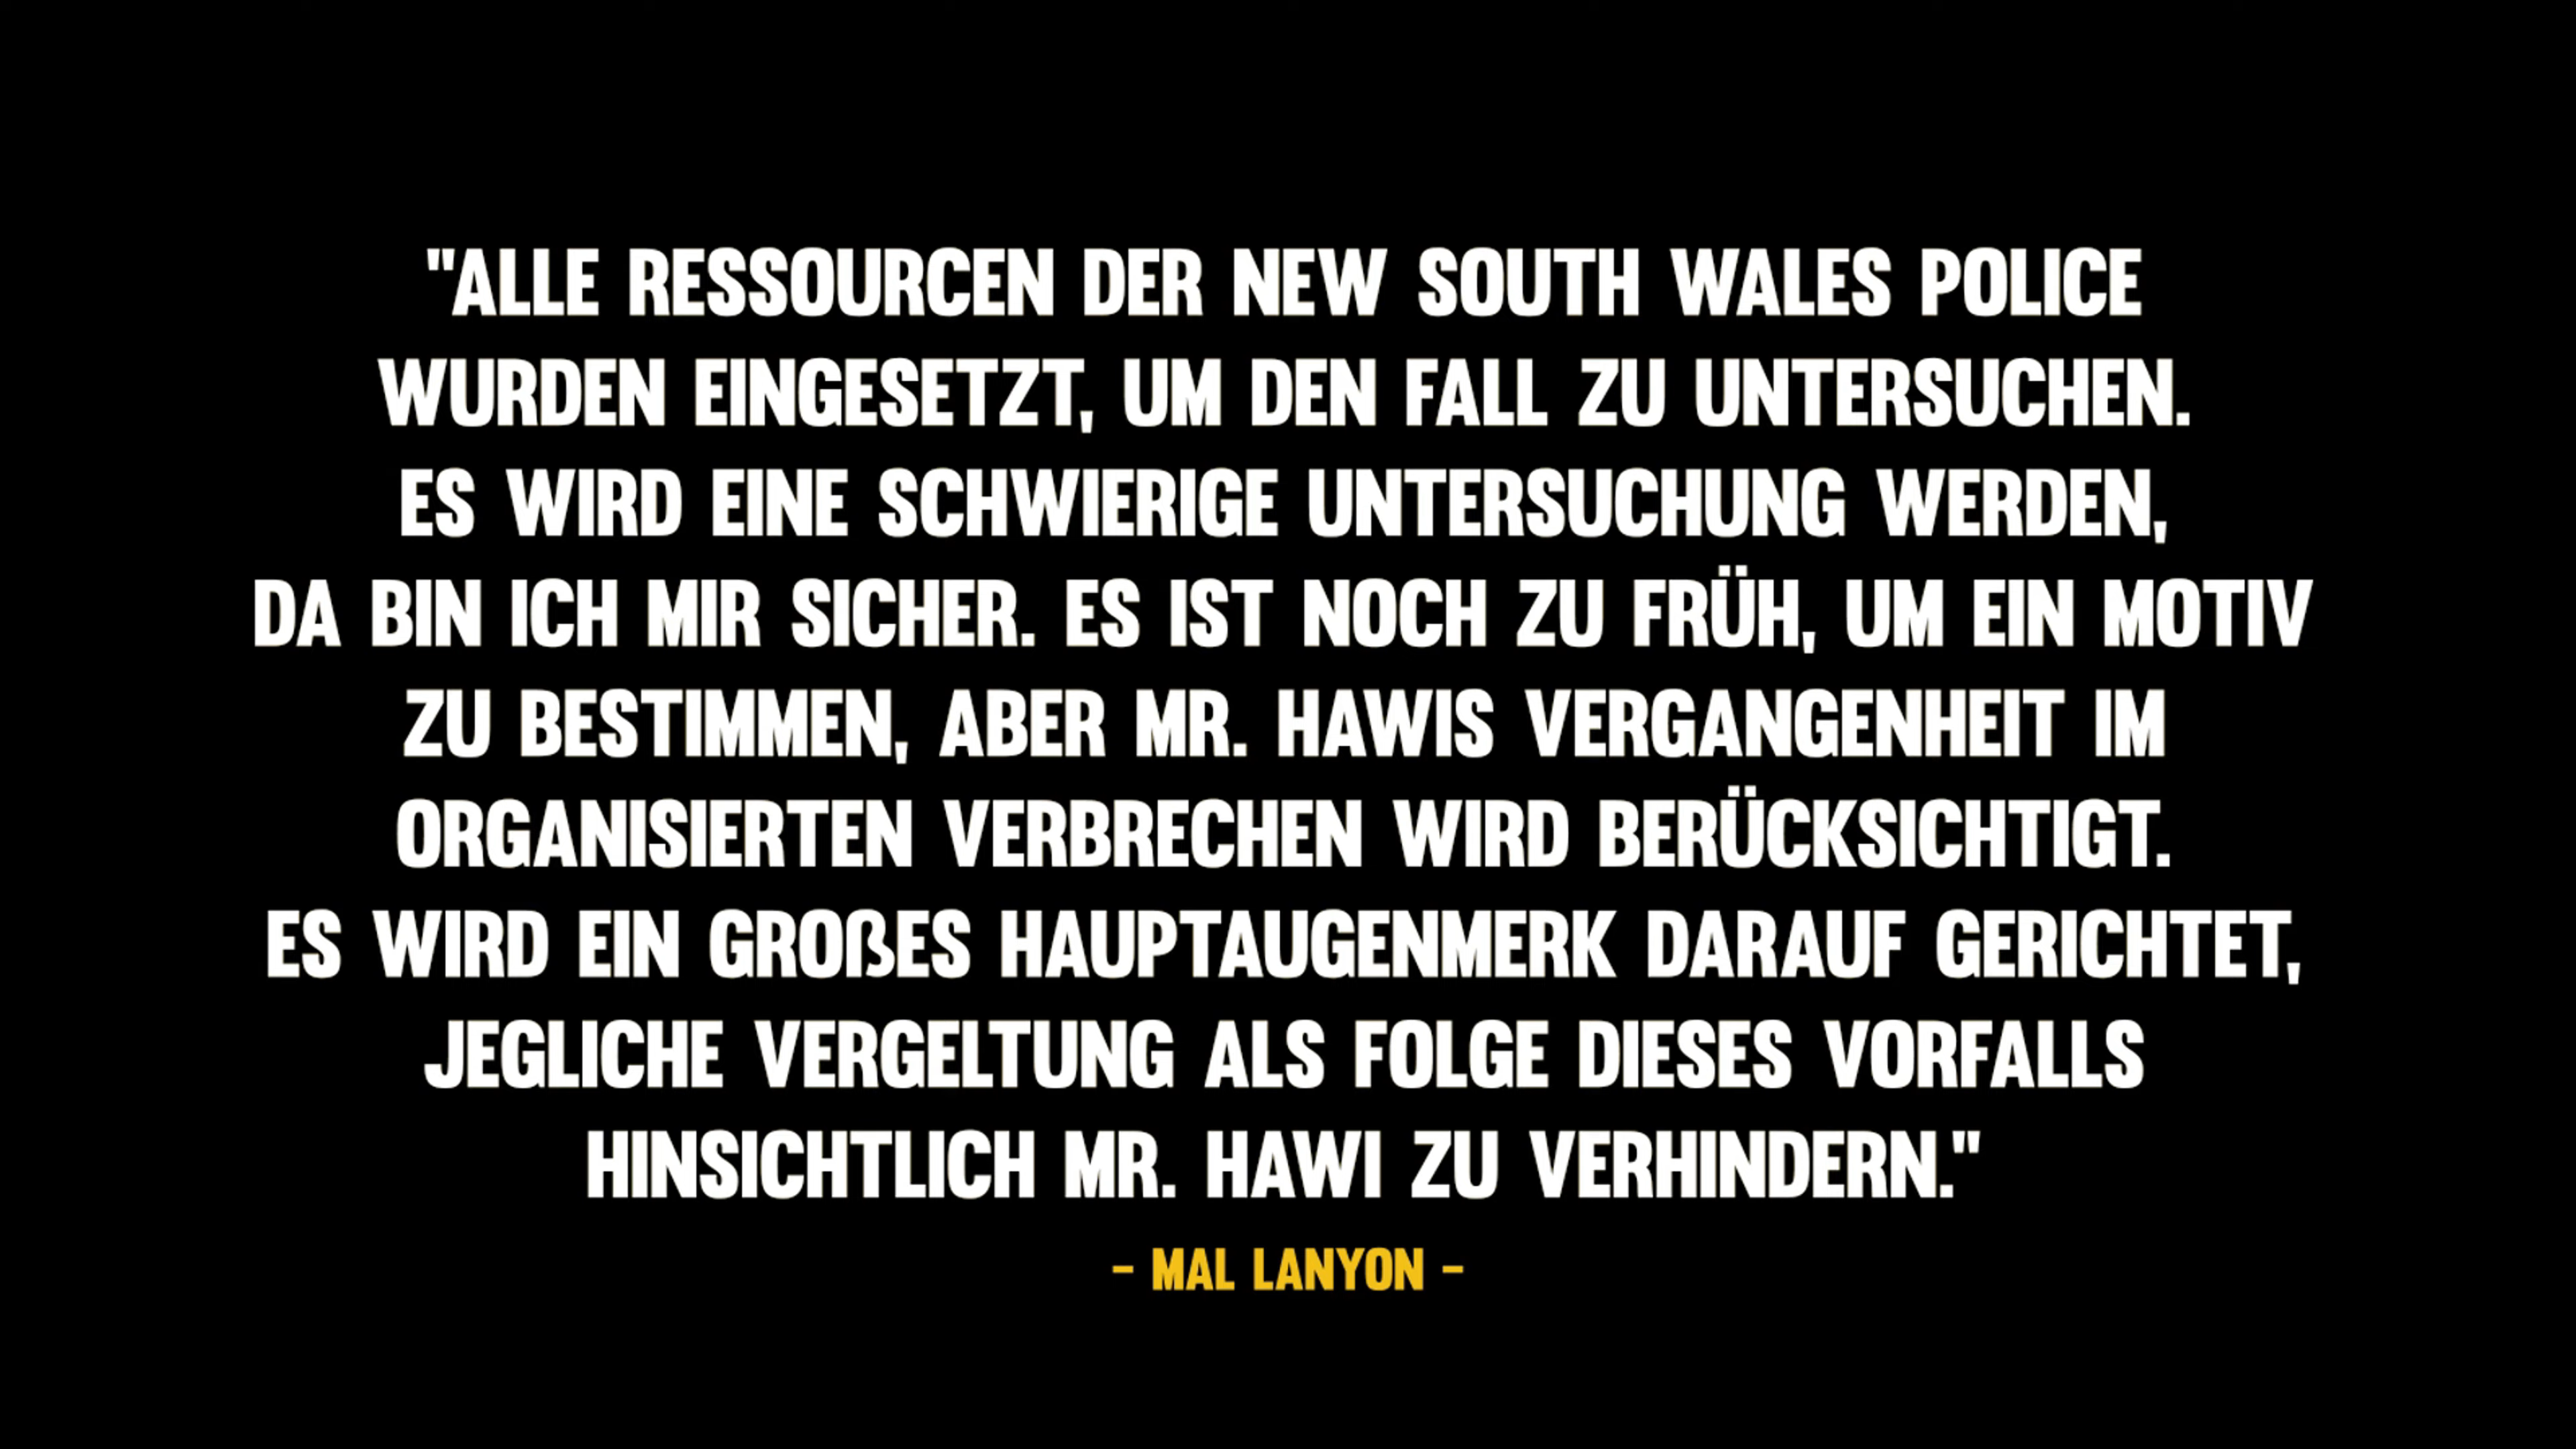 "ALLE RESSOURCEN DER NEW SOUTH WALES POLICE
WURDEN EINGESETZT, UM DEN FALL ZU UNTERSUCHEN.
ES WIRD EINE SCHWIERIGE UNTERSUCHUNG WERDEN,
DA BIN ICH MIR SICHER. ES IST NOCH ZU FRÜH, UM EIN MOTIV
ZU BESTIMMEN, ABER MR. HAWIS VERGANGENHEIT IM
ORGANISIERTEN VERBRECHEN WIRD BERÜCKSICHTIGT.
ES WIRD EIN GROßES HAUPTAUGENMERK DARAUF GERICHTET,
JEGLICHE VERGELTUNG ALS FOLGE DIESES VORFALLS
HINSICHTLICH MR. HAWI ZU VERHINDERN."
- MAL LANYON -